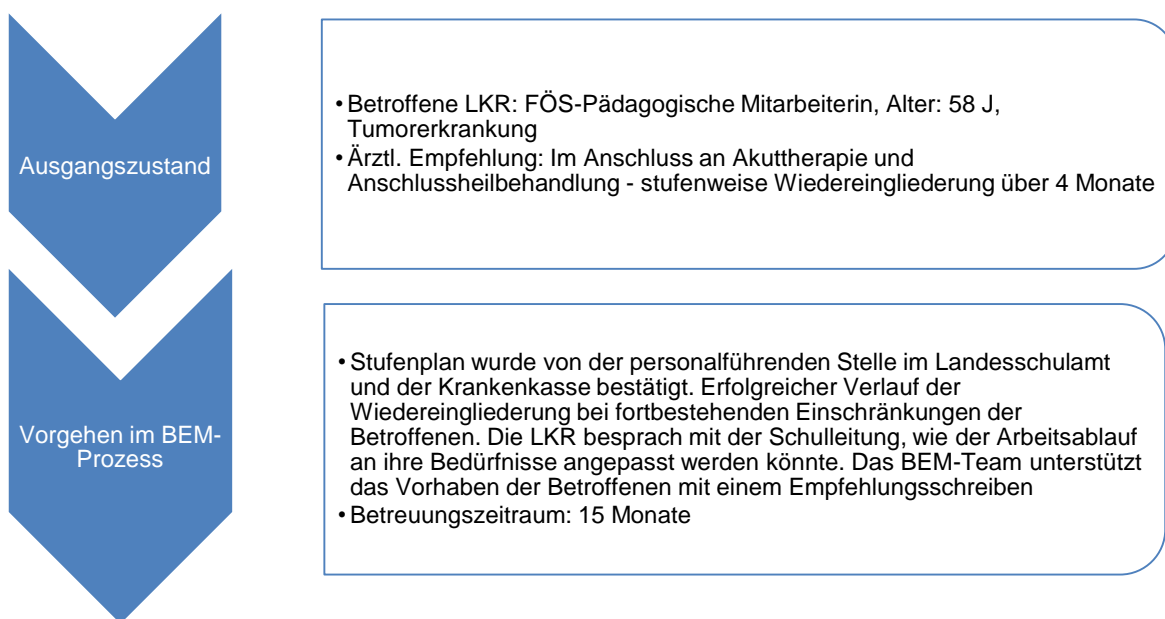 Ausgangszustand
• Betroffene LKR: FÖS-Pädagogische Mitarbeiterin, Alter: 58 J,
Tumorerkrankung
• Ärztl. Empfehlung: Im Anschluss an Akuttherapie und
Anschlussheilbehandlung - stufenweise Wiedereingliederung über 4 Monate
Vorgehen im BEM-
Prozess
• Stufenplan wurde von der personalführenden Stelle im Landesschulamt
und der Krankenkasse bestätigt. Erfolgreicher Verlauf der
Wiedereingliederung bei fortbestehenden Einschränkungen der
Betroffenen. Die LKR besprach mit der Schulleitung, wie der Arbeitsablauf
an ihre Bedürfnisse angepasst werden könnte. Das BEM-Team unterstützt
das Vorhaben der Betroffenen mit einem Empfehlungsschreiben
• Betreuungszeitraum: 15 Monate